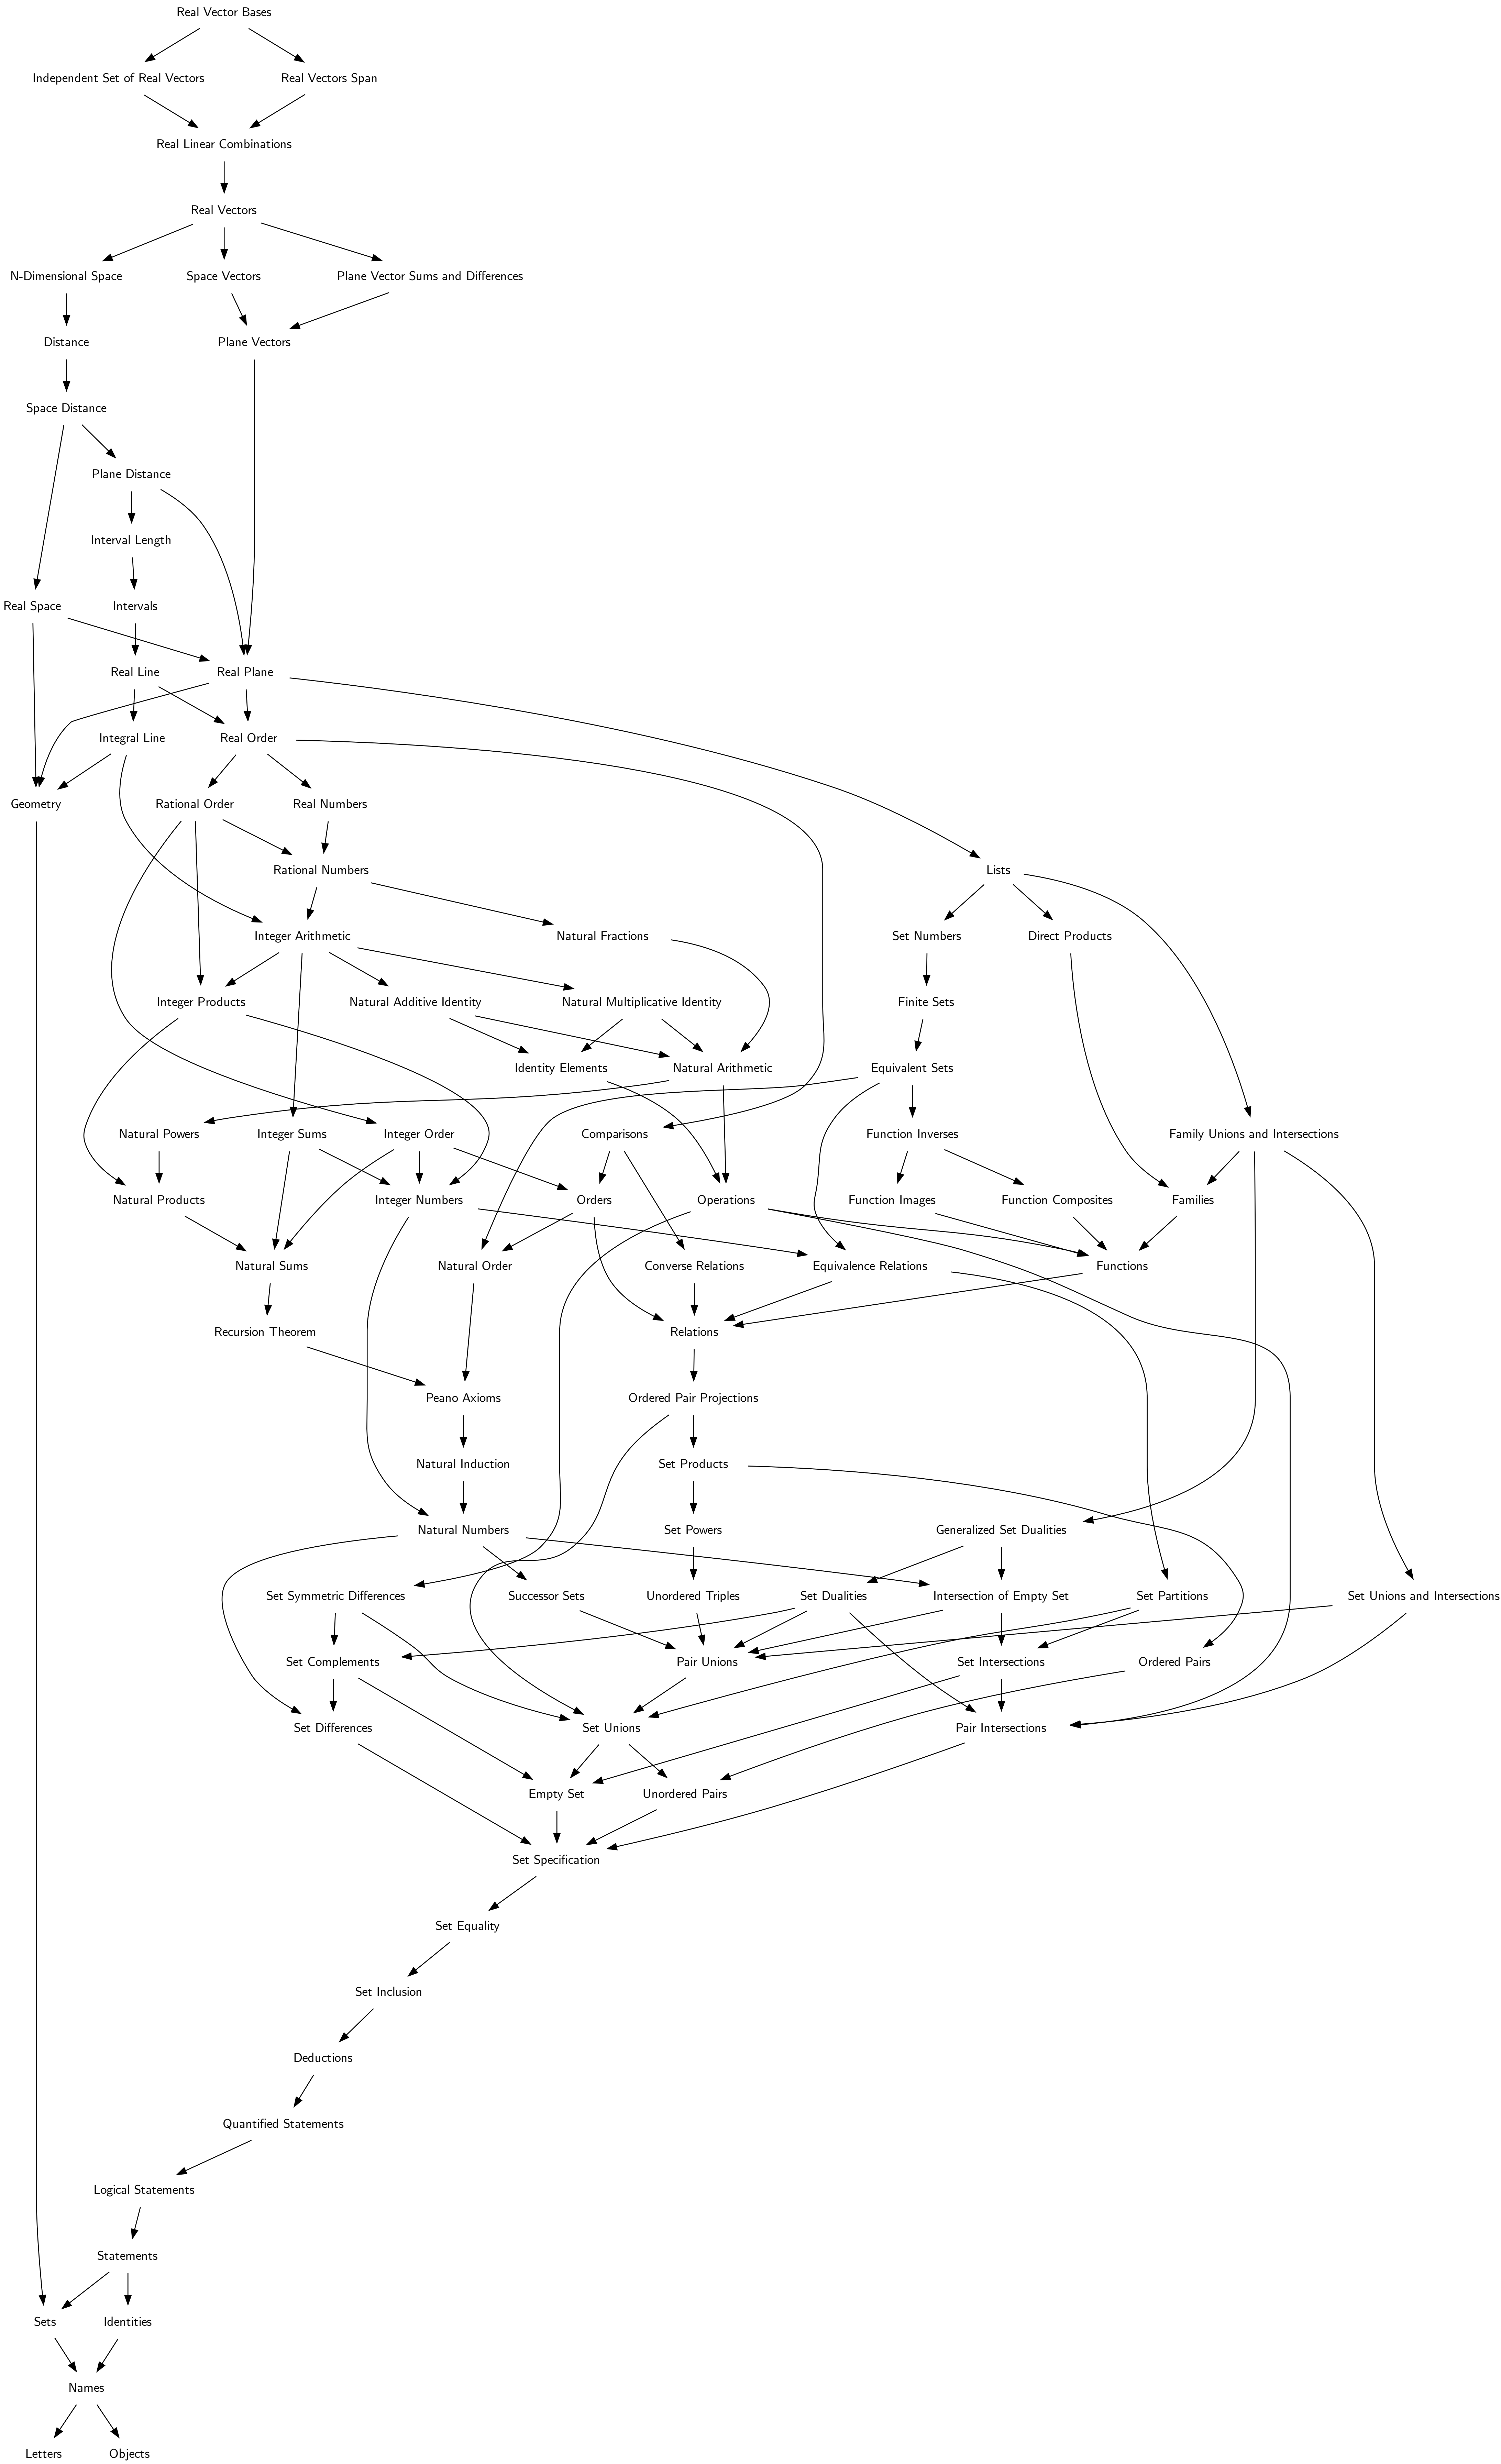 Real Vector Bases
Independent Set of Real Vectors
Real Vectors Span
Real Linear Combinations
Real Vectors
N-Dimensional Space
Space Vectors
Plane Vector Sums and Differences
Distance
Plane Vectors
Space Distance
Plane Distance
Interval Length
Real Space
Intervals
Real Line
Real Plane
Integral Line
Real Order
Geometry
Rational Order
Real Numbers
Rational Numbers
Lists
Integer Arithmetic
Natural Fractions
Set Numbers
Direct Products
Integer Products
Natural Additive Identity
Natural Multiplicative Identity
Finite Sets
Identity Elements
Natural Arithmetic
Equivalent Sets
Natural Powers
Integer Sums
Integer Order
Comparisons
Function Inverses
Family Unions and Intersections
Natural Products
Integer Numbers
Orders
Operations
Function Images
Function Composites
Families
Natural Sums
Natural Order
Converse Relations
Equivalence Relations
Functions
Recursion Theorem
Relations
Peano Axioms
Ordered Pair Projections
Natural Induction
Set Products
Natural Numbers
Set Powers
Generalized Set Dualities
Set Symmetric Differences
Successor Sets
Unordered Triples
Set Dualities
Intersection of Empty Set
Set Partitions
Set Unions and Intersections
Set Complements
Pair Unions
Set Intersections
Ordered Pairs
Set Differences
Set Unions
Pair Intersections
Empty Set
Unordered Pairs
Set Specification
Set Equality
Set Inclusion
Deductions
Quantified Statements
Logical Statements
Statements
Sets
Identities
Names
Letters
Objects